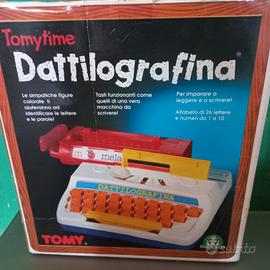 Tomytime
Dattilografina®
Le simpatiche figure
colorate ti
aiuteranno ad
identificare le lettere
e le parole!
Tasti funzionanti come
quelli di una vera
macchina da
scrivere!
Per imparare a
leggere e a scrivere!
Alfabeto di 26 lettere
e numeri da 1 a 10.
m mela
DATTILOGRAFINA
TOMY
subito